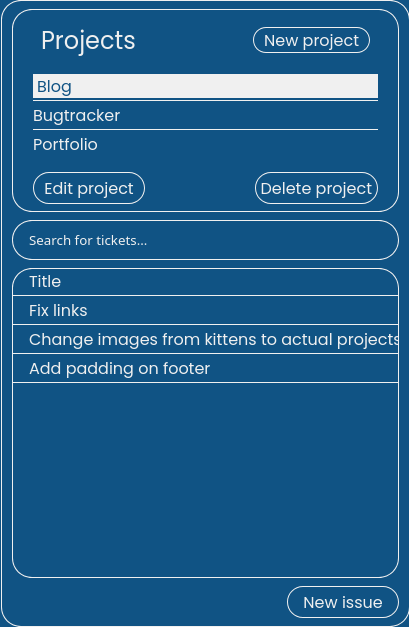 Projects
New project
Blog
Bugtracker
Portfolio
Edit project
Delete project
Search for tickets...
Title
Fix links
Change images from kittens to actual projects
Add padding on footer
New issue